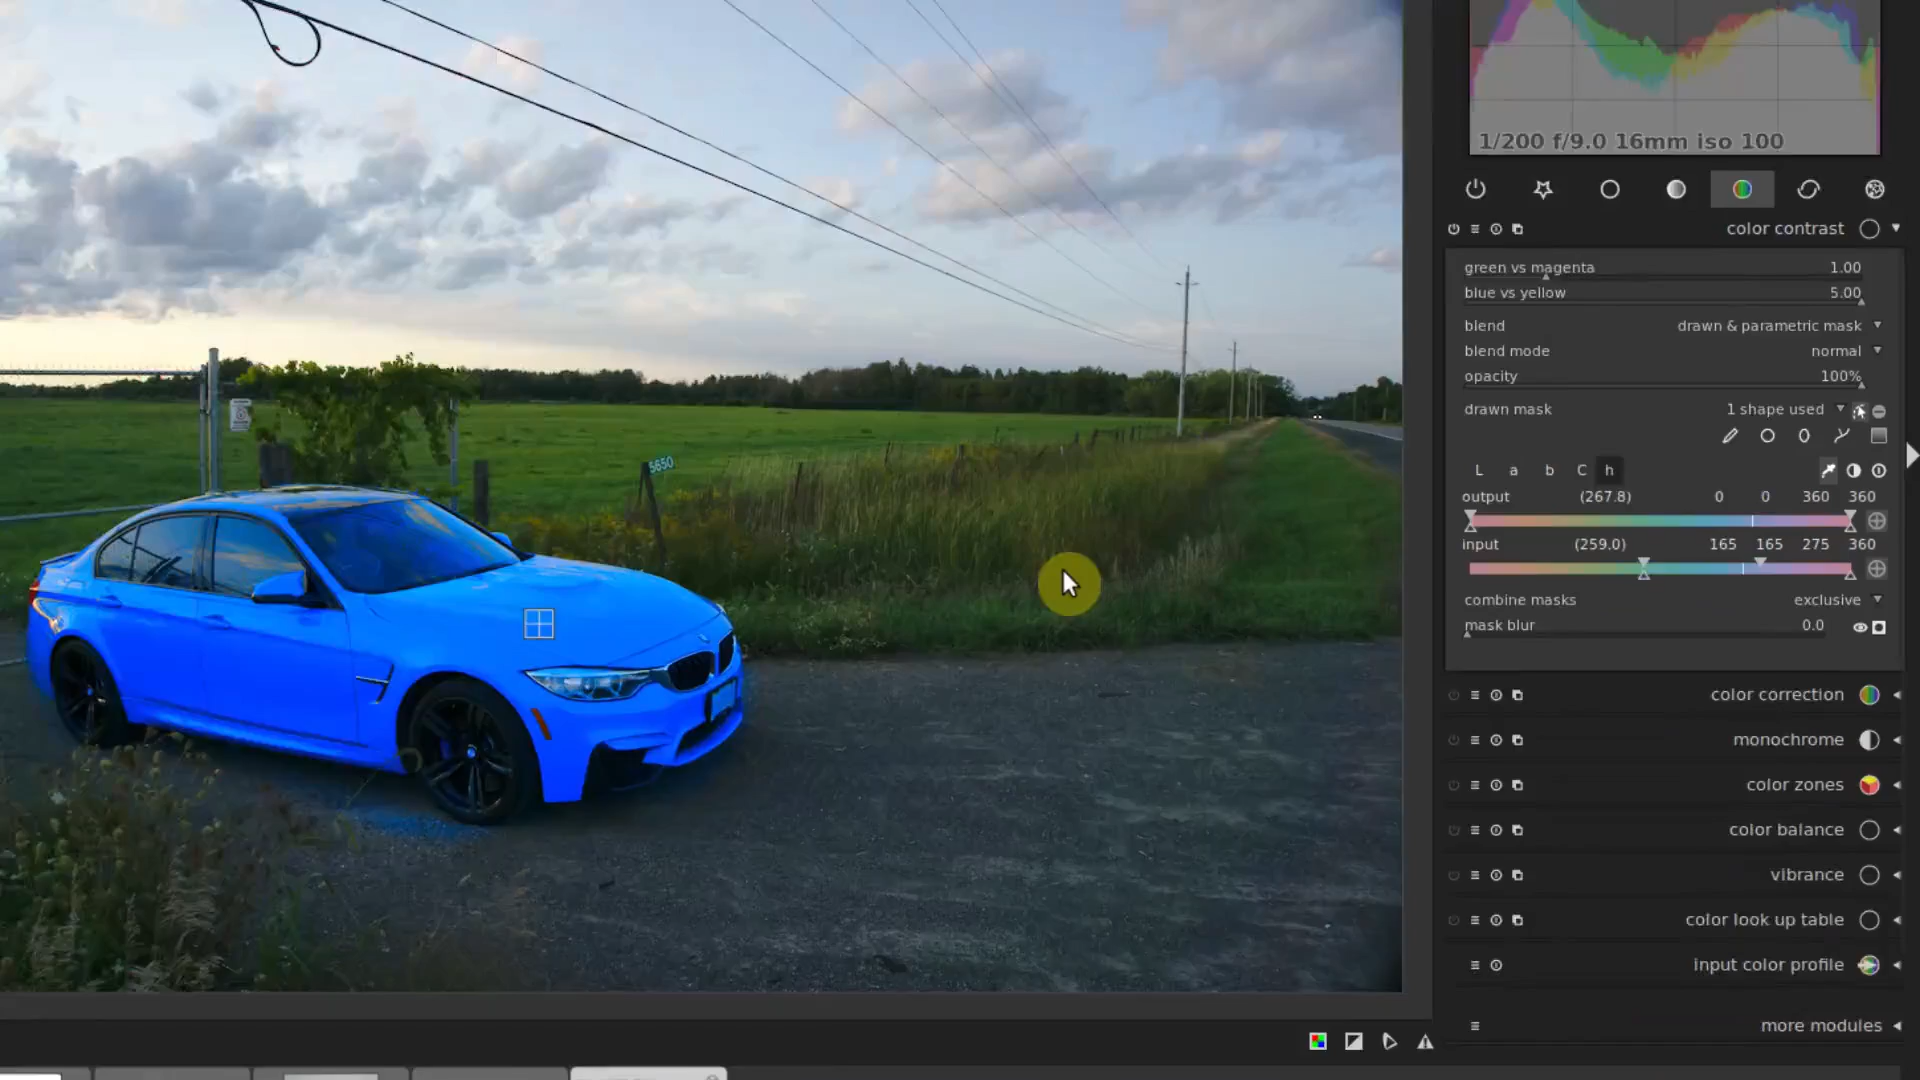 1/200 f/9.0 16mm iso 100
color contrast
green vs magenta 1.00
blue vs yellow 5.00
blend drawn & parametric mask
blend mode normal
opacity 100%
drawn mask 1 shape used
L a b C h
output (267.8) 0 0 360 360
input (259.0) 165 165 275 360
combine masks exclusive
mask blur 0.0
5650
color correction
monochrome
color zones
color balance
vibrance
color look up table
input color profile
more modules